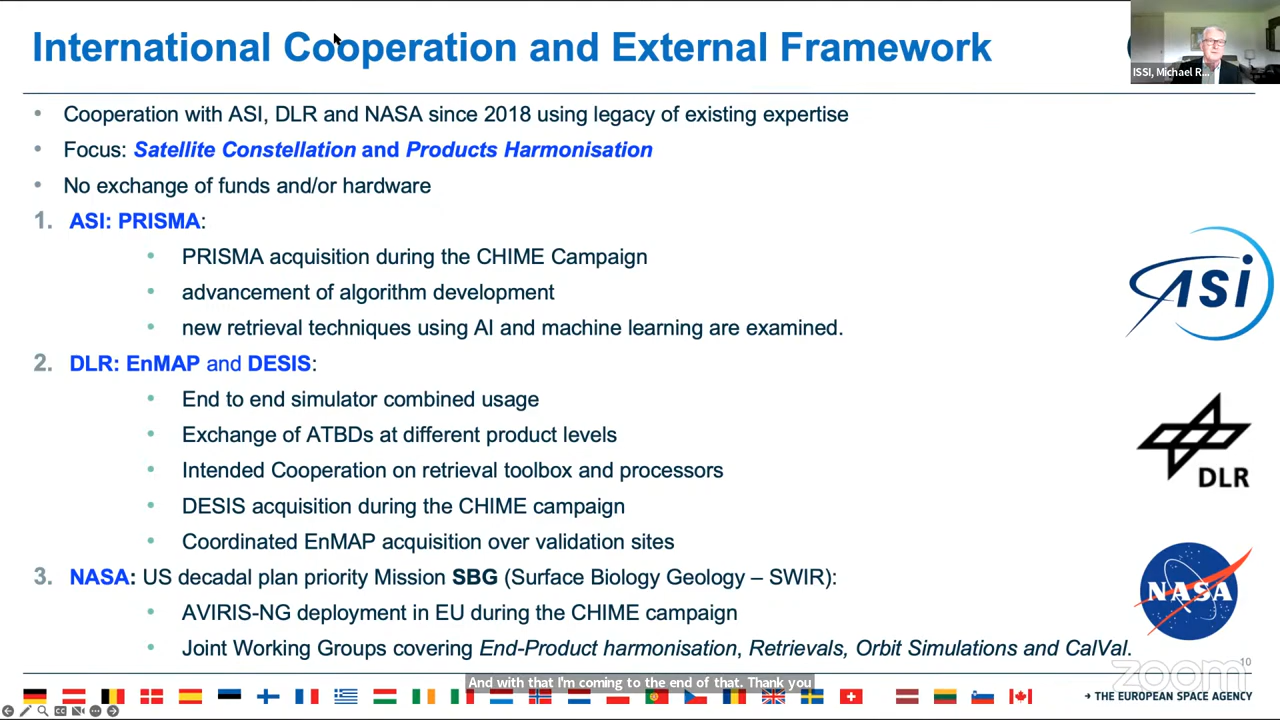 International Cooperation and External Framework
ISSI, Michael R...
• Cooperation with ASI, DLR and NASA since 2018 using legacy of existing expertise
• Focus: Satellite Constellation and Products Harmonisation
• No exchange of funds and/or hardware
1. ASI: PRISMA:
• PRISMA acquisition during the CHIME Campaign
• advancement of algorithm development
• new retrieval techniques using AI and machine learning are examined.
ASI
2. DLR: EnMAP and DESIS:
• End to end simulator combined usage
• Exchange of ATBDs at different product levels
• Intended Cooperation on retrieval toolbox and processors
• DESIS acquisition during the CHIME campaign
• Coordinated EnMAP acquisition over validation sites
DLR
3. NASA: US decadal plan priority Mission SBG (Surface Biology Geology – SWIR):
• AVIRIS-NG deployment in EU during the CHIME campaign
• Joint Working Groups covering End-Product harmonisation, Retrievals, Orbit Simulations and CalVal.
NASA
10
zoom
And with that I'm coming to the end of that. Thank you
→ THE EUROPEAN SPACE AGENCY